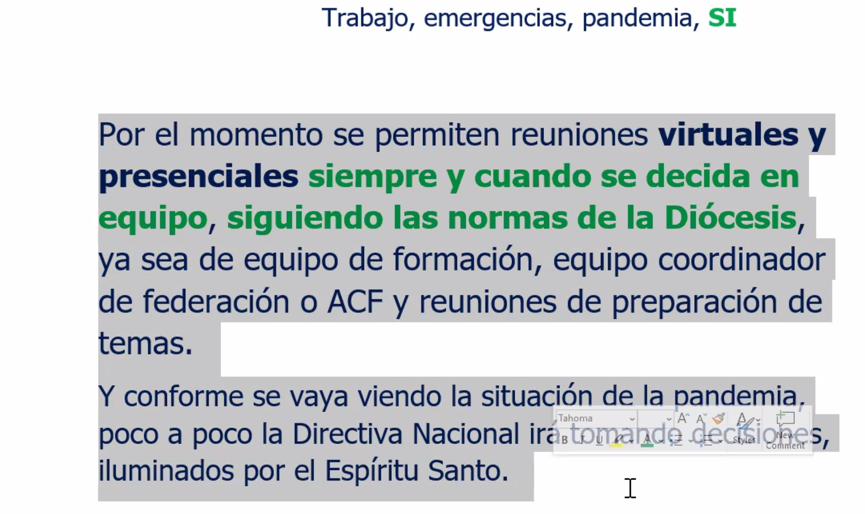 Trabajo, emergencias, pandemia, SI
Por el momento se permiten reuniones virtuales y
presenciales siempre y cuando se decida en
equipo, siguiendo las normas de la Diócesis,
ya sea de equipo de formación, equipo coordinador
de federación o ACF y reuniones de preparación de
temas.
Y conforme se vaya viendo la situación de la pandemia,
poco a poco la Directiva Nacional irá tomando decisiones,
iluminados por el Espíritu Santo.
Tahoma
A A A
B I U A Styles New
Comment